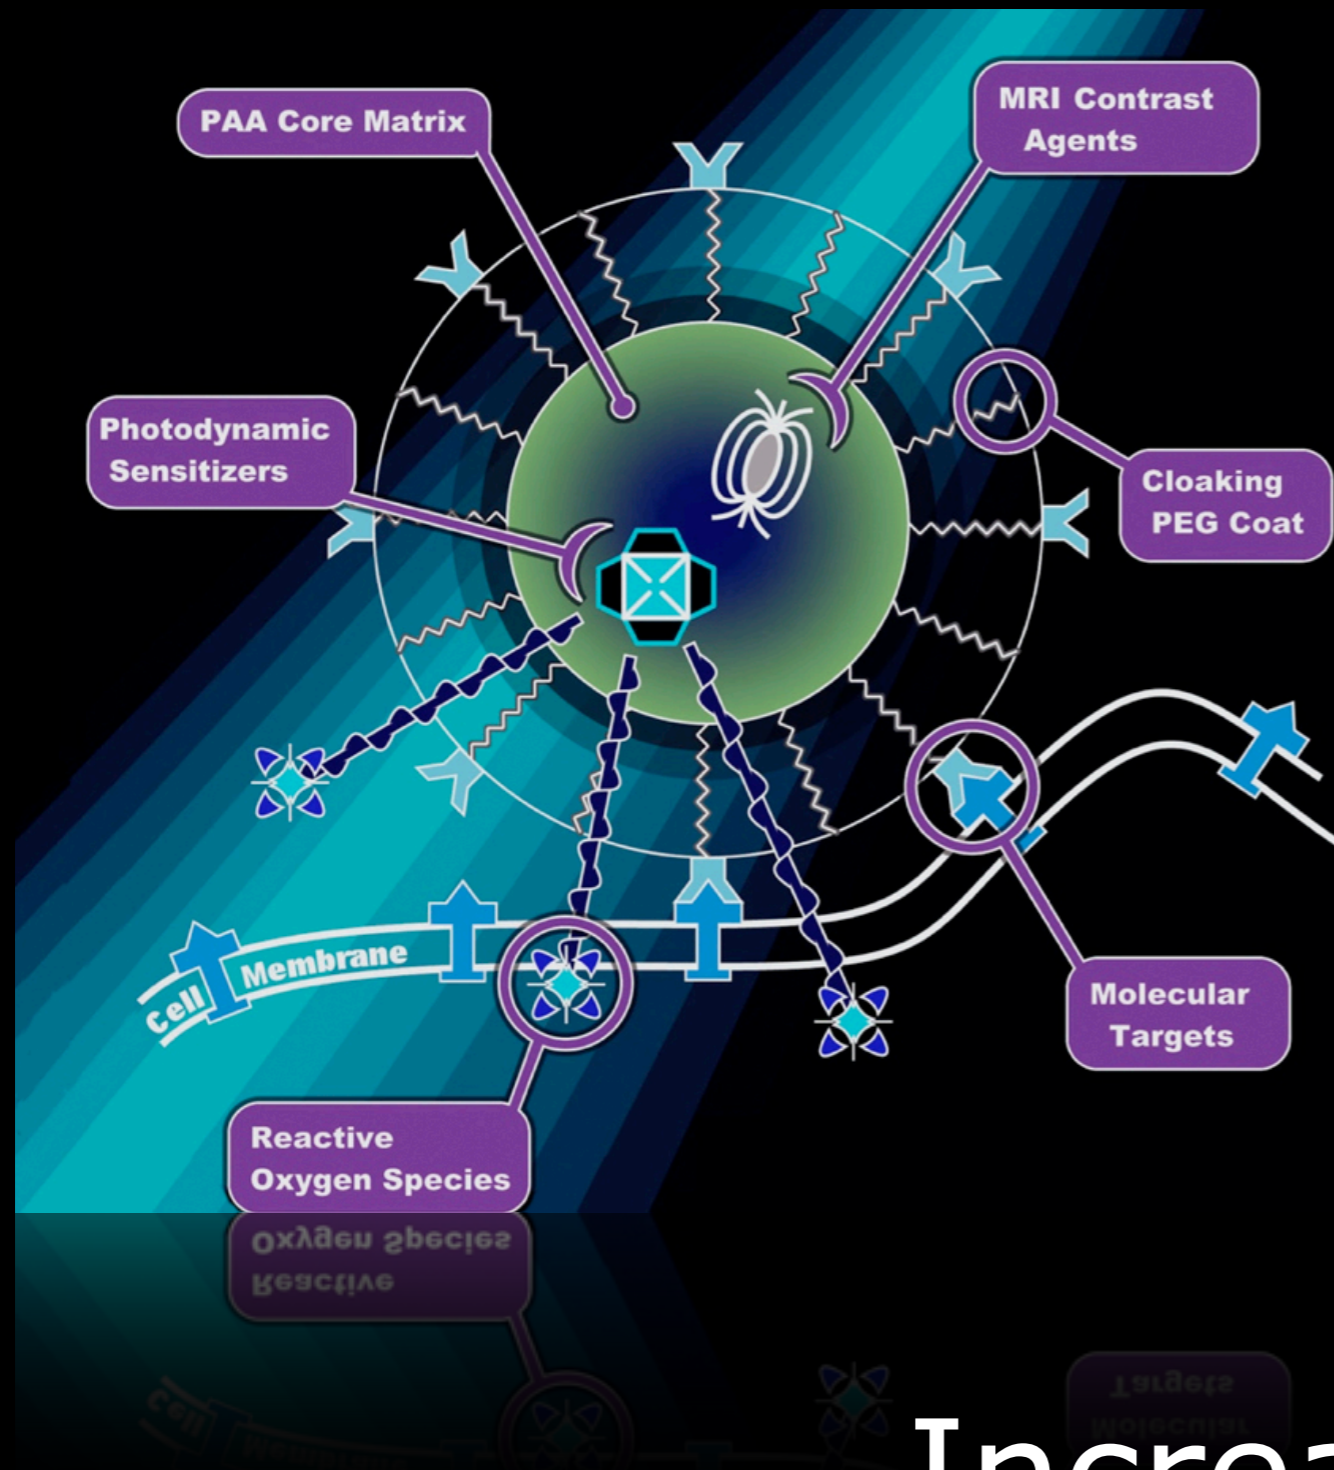 PAA Core Matrix
MRI Contrast
Agents
Photodynamic
Sensitizers
Cloaking
PEG Coat
Cell Membrane
Molecular
Targets
Reactive
Oxygen Species